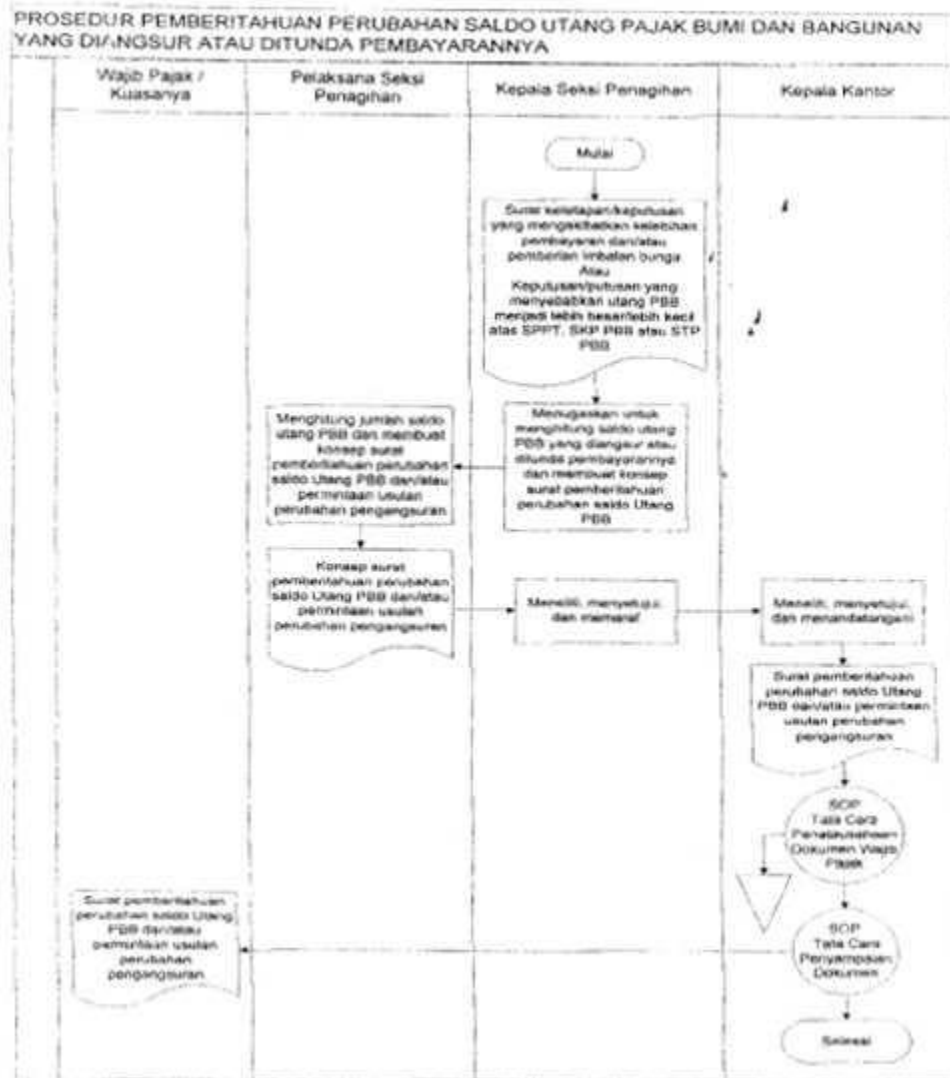 PROSEDUR PEMBERITAHUAN PERUBAHAN SALDO UTANG PAJAK BUMI DAN BANGUNAN
YANG DIANGSUR ATAU DITUNDA PEMBAYARANNYA
Wajib Pajak /
Kuasanya
Pelaksana Seksi
Penagihan
Kepala Seksi Penagihan
Kepala Kantor
Mulai
Surat ketetapan/keputusan
yang mengakibatkan kelebihan
pembayaran dan/atau
pemberian imbalan bunga
Atau
Keputusan/putusan yang
menyebabkan utang PBB
menjadi lebih besar/lebih kecil
atas SPPT, SKP PBB atau STP
PBB
Menugaskan untuk
menghitung saldo utang
PBB yang diangsur atau
ditunda pembayarannya
dan membuat konsep
surat pemberitahuan
perubahan saldo Utang
PBB
Menghitung jumlah saldo
utang PBB dan membuat
konsep surat
pemberitahuan perubahan
saldo Utang PBB dan/atau
permintaan usulan
perubahan pengangsuran
Konsep surat
pemberitahuan perubahan
saldo Utang PBB dan/atau
permintaan usulan
perubahan pengangsuran
Meneliti, menyetujui,
dan memaraf
Meneliti, menyetujui,
dan menandatangani
Surat pemberitahuan
perubahan saldo Utang
PBB dan/atau permintaan
usulan perubahan
pengangsuran
SOP
Tata Cara
Penatausahaan
Dokumen Wajib
Pajak
SOP
Tata Cara
Penyampaian
Dokumen
Surat pemberitahuan
perubahan saldo Utang
PBB dan/atau
permintaan usulan
perubahan
pengangsuran
Selesai